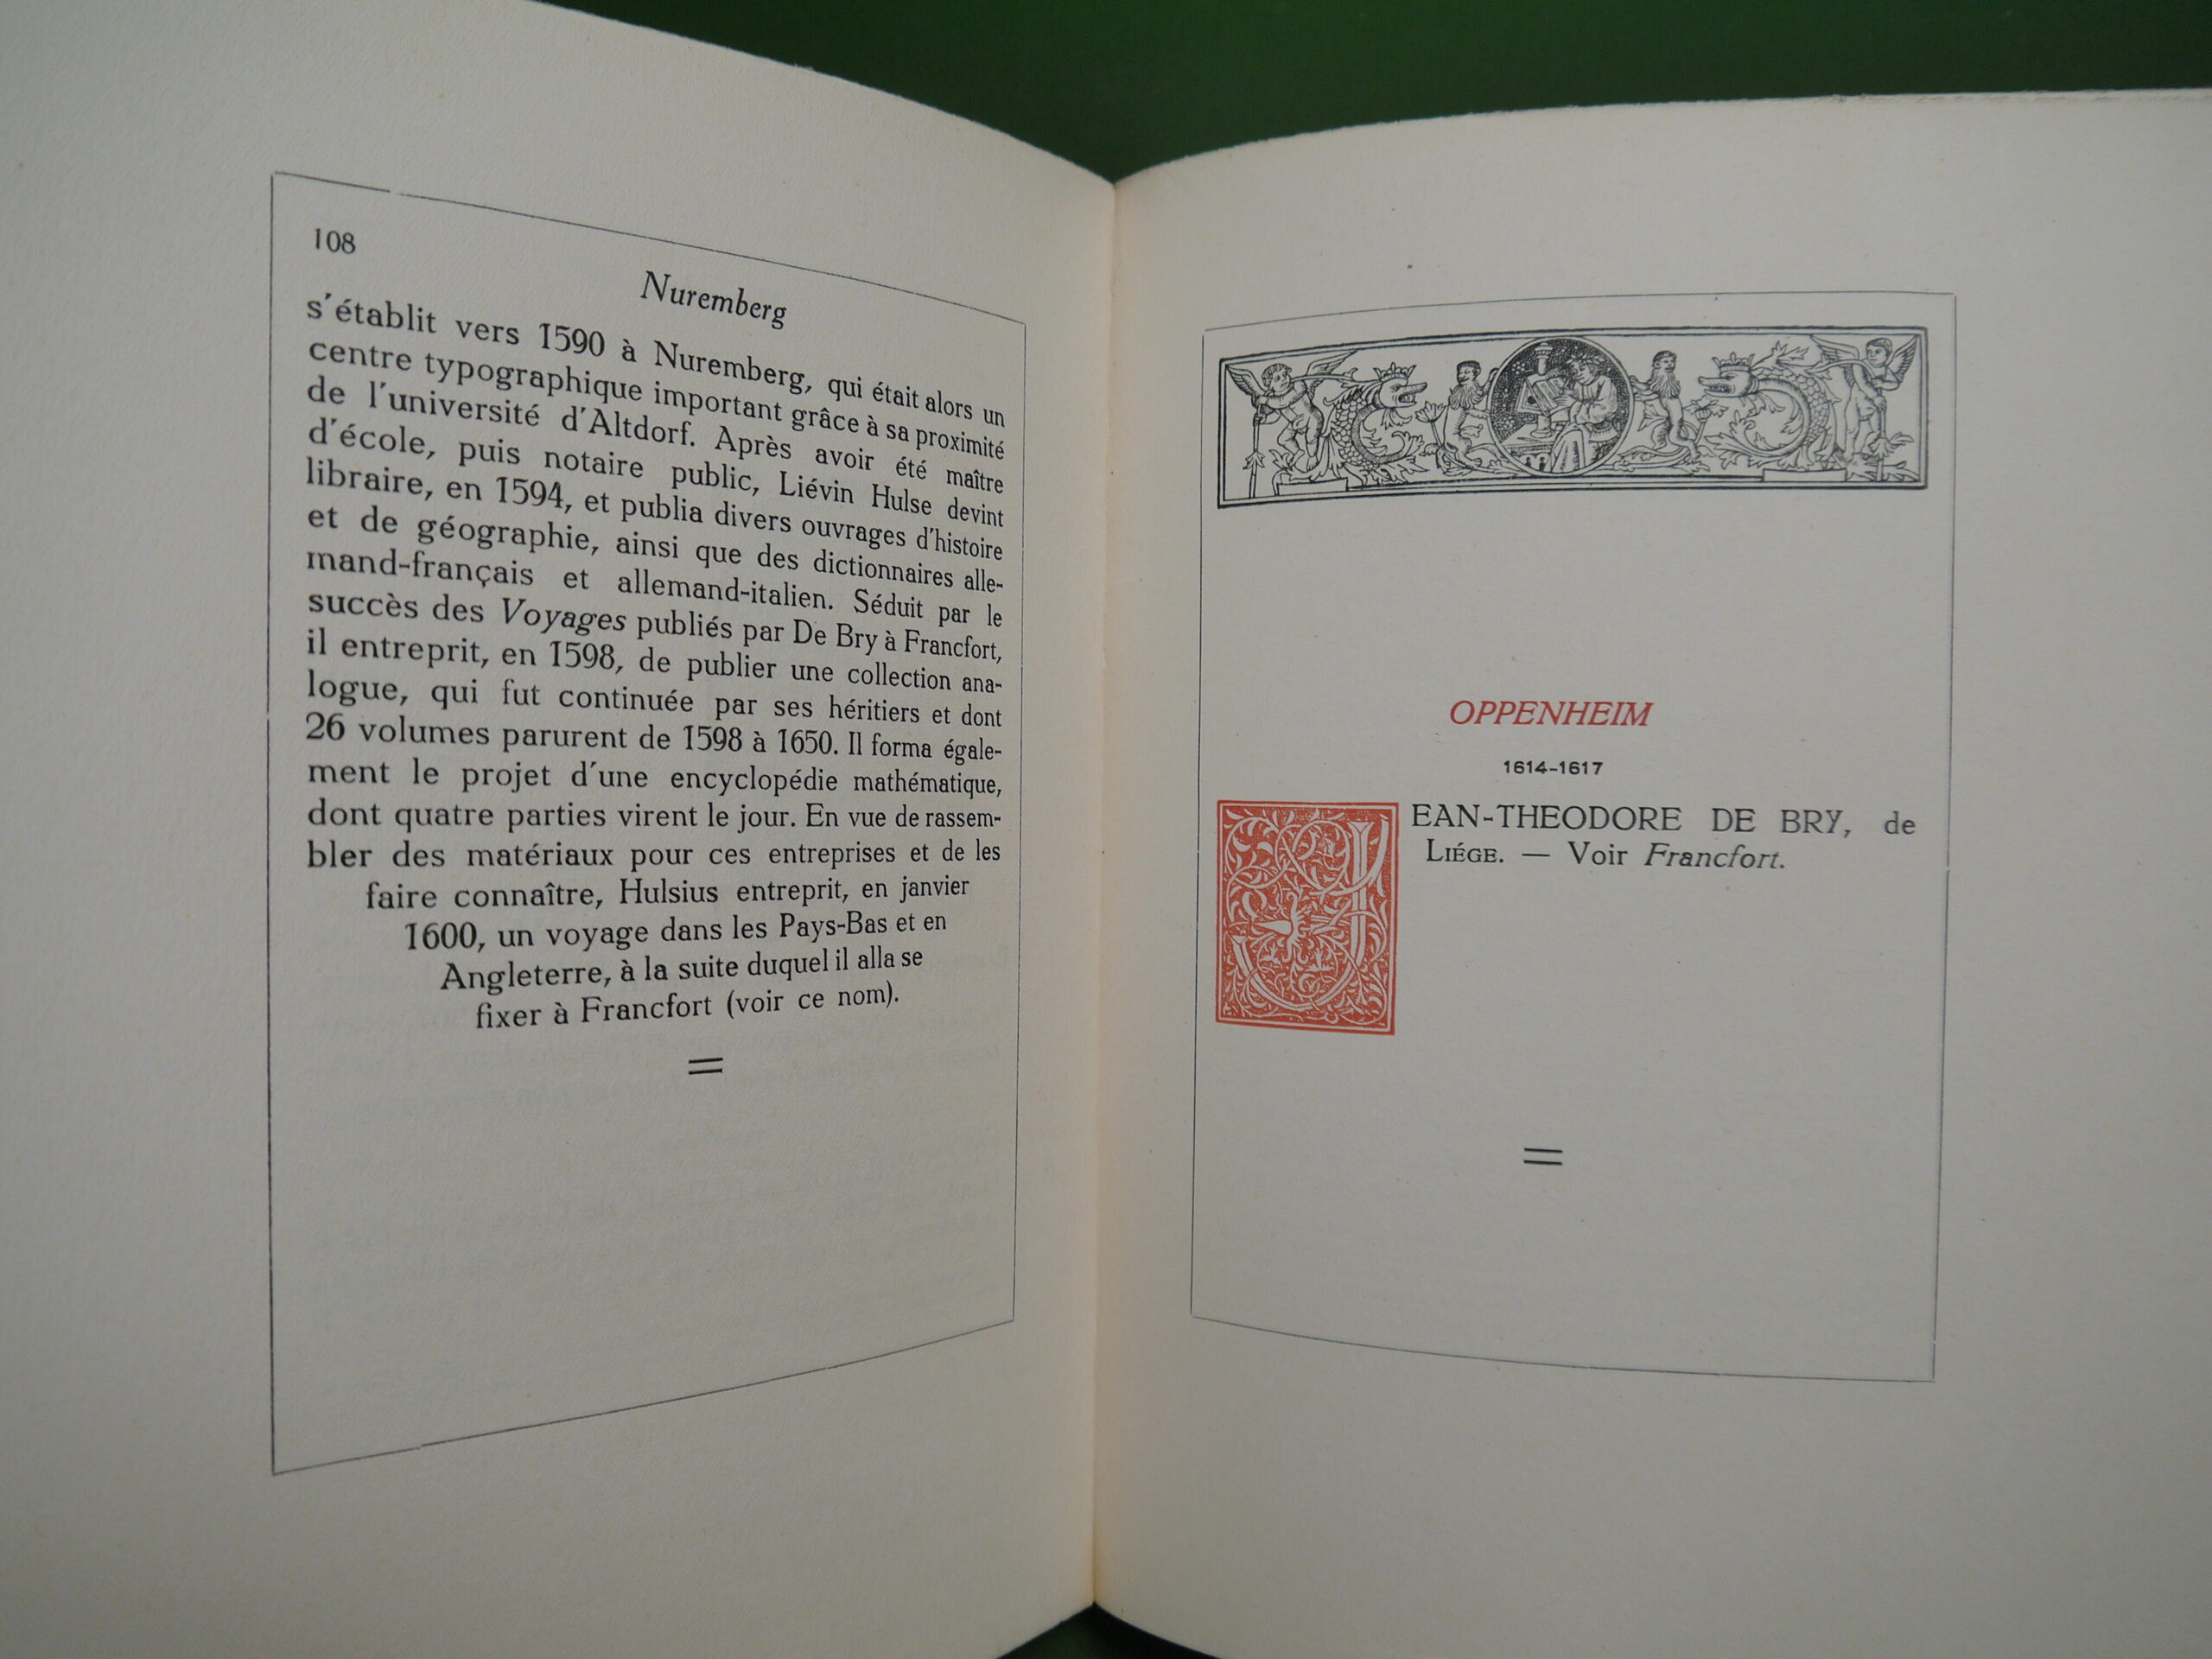 108
Nuremberg
s'établit vers 1590 à Nuremberg, qui était alors un
centre typographique important grâce à sa proximité
de l'université d'Altdorf. Après avoir été maître
d'école, puis notaire public, Liévin Hulse devint
libraire, en 1594, et publia divers ouvrages d'histoire
et de géographie, ainsi que des dictionnaires alle-
mand-français et allemand-italien. Séduit par le
succès des Voyages publiés par De Bry à Francfort,
il entreprit, en 1598, de publier une collection ana-
logue, qui fut continuée par ses héritiers et dont
26 volumes parurent de 1598 à 1650. Il forma égale-
ment le projet d'une encyclopédie mathématique,
dont quatre parties virent le jour. En vue de rassem-
bler des matériaux pour ces entreprises et de les
faire connaître, Hulsius entreprit, en janvier
1600, un voyage dans les Pays-Bas et en
Angleterre, à la suite duquel il alla se
fixer à Francfort (voir ce nom).
OPPENHEIM
1614-1617
JEAN-THEODORE DE BRY, de
LIÉGE. — Voir Francfort.